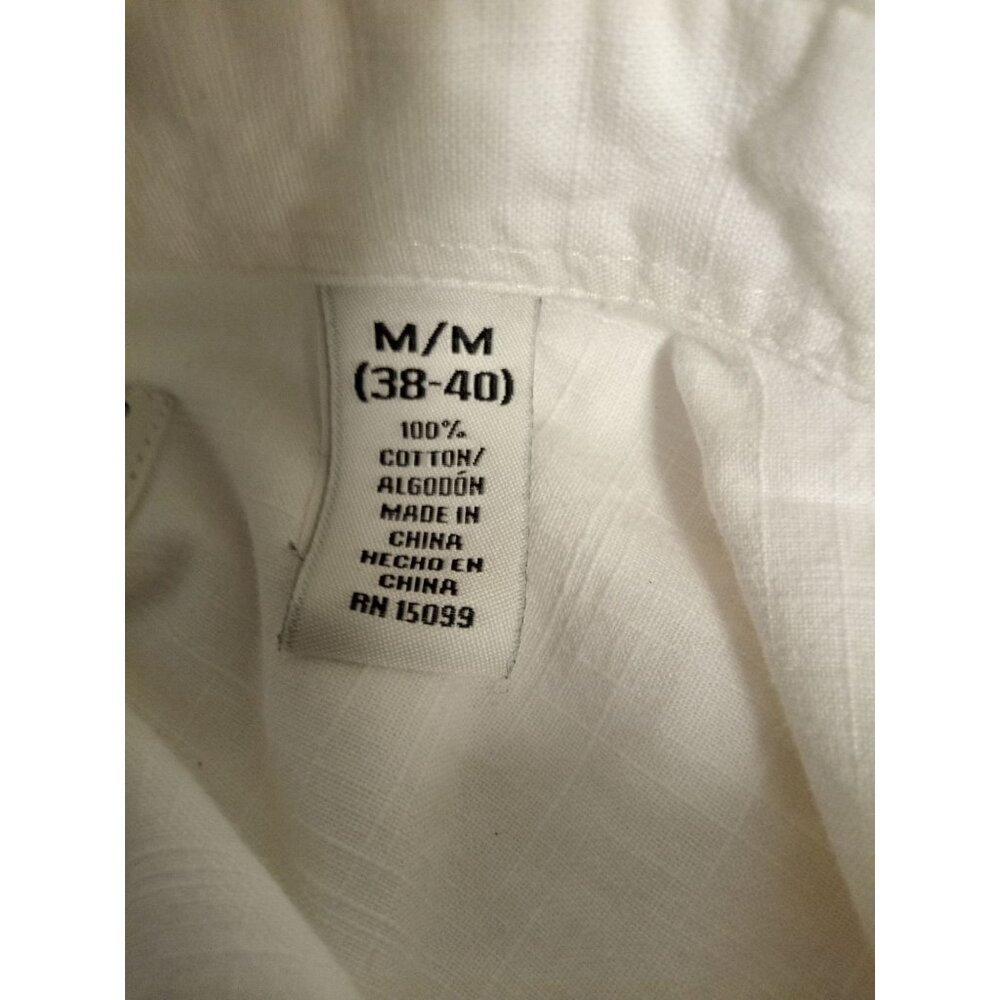 M/M
(38-40)
100%
COTTON/
ALGODÓN
MADE IN
CHINA
HECHO EN
CHINA
RN 15099